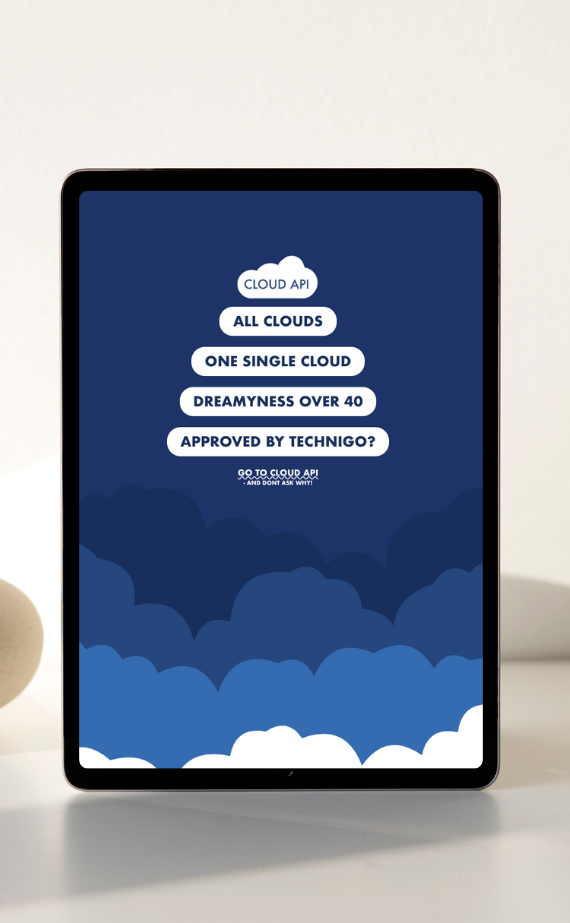 CLOUD API
ALL CLOUDS
ONE SINGLE CLOUD
DREAMYNESS OVER 40
APPROVED BY TECHNIGO?
GO TO CLOUD API
- AND DONT ASK WHY!